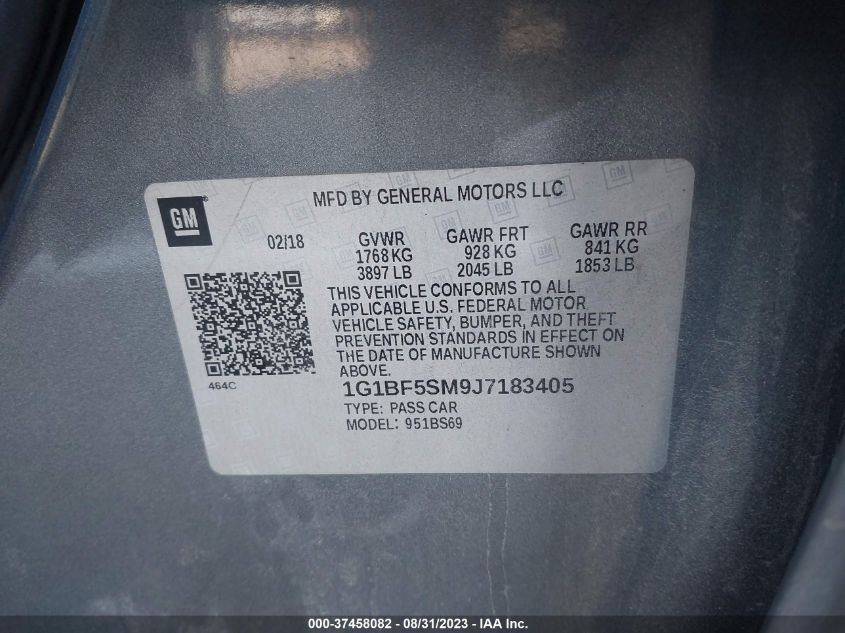 GM
MFD BY GENERAL MOTORS LLC
02/18 GVWR GAWR FRT GAWR RR
1768 KG 928 KG 841 KG
3897 LB 2045 LB 1853 LB
THIS VEHICLE CONFORMS TO ALL
APPLICABLE U.S. FEDERAL MOTOR
VEHICLE SAFETY, BUMPER, AND THEFT
PREVENTION STANDARDS IN EFFECT ON
THE DATE OF MANUFACTURE SHOWN
ABOVE.
464C
1G1BF5SM9J7183405
TYPE: PASS CAR
MODEL: 951BS69
000-37458082 - 08/31/2023 - IAA Inc.